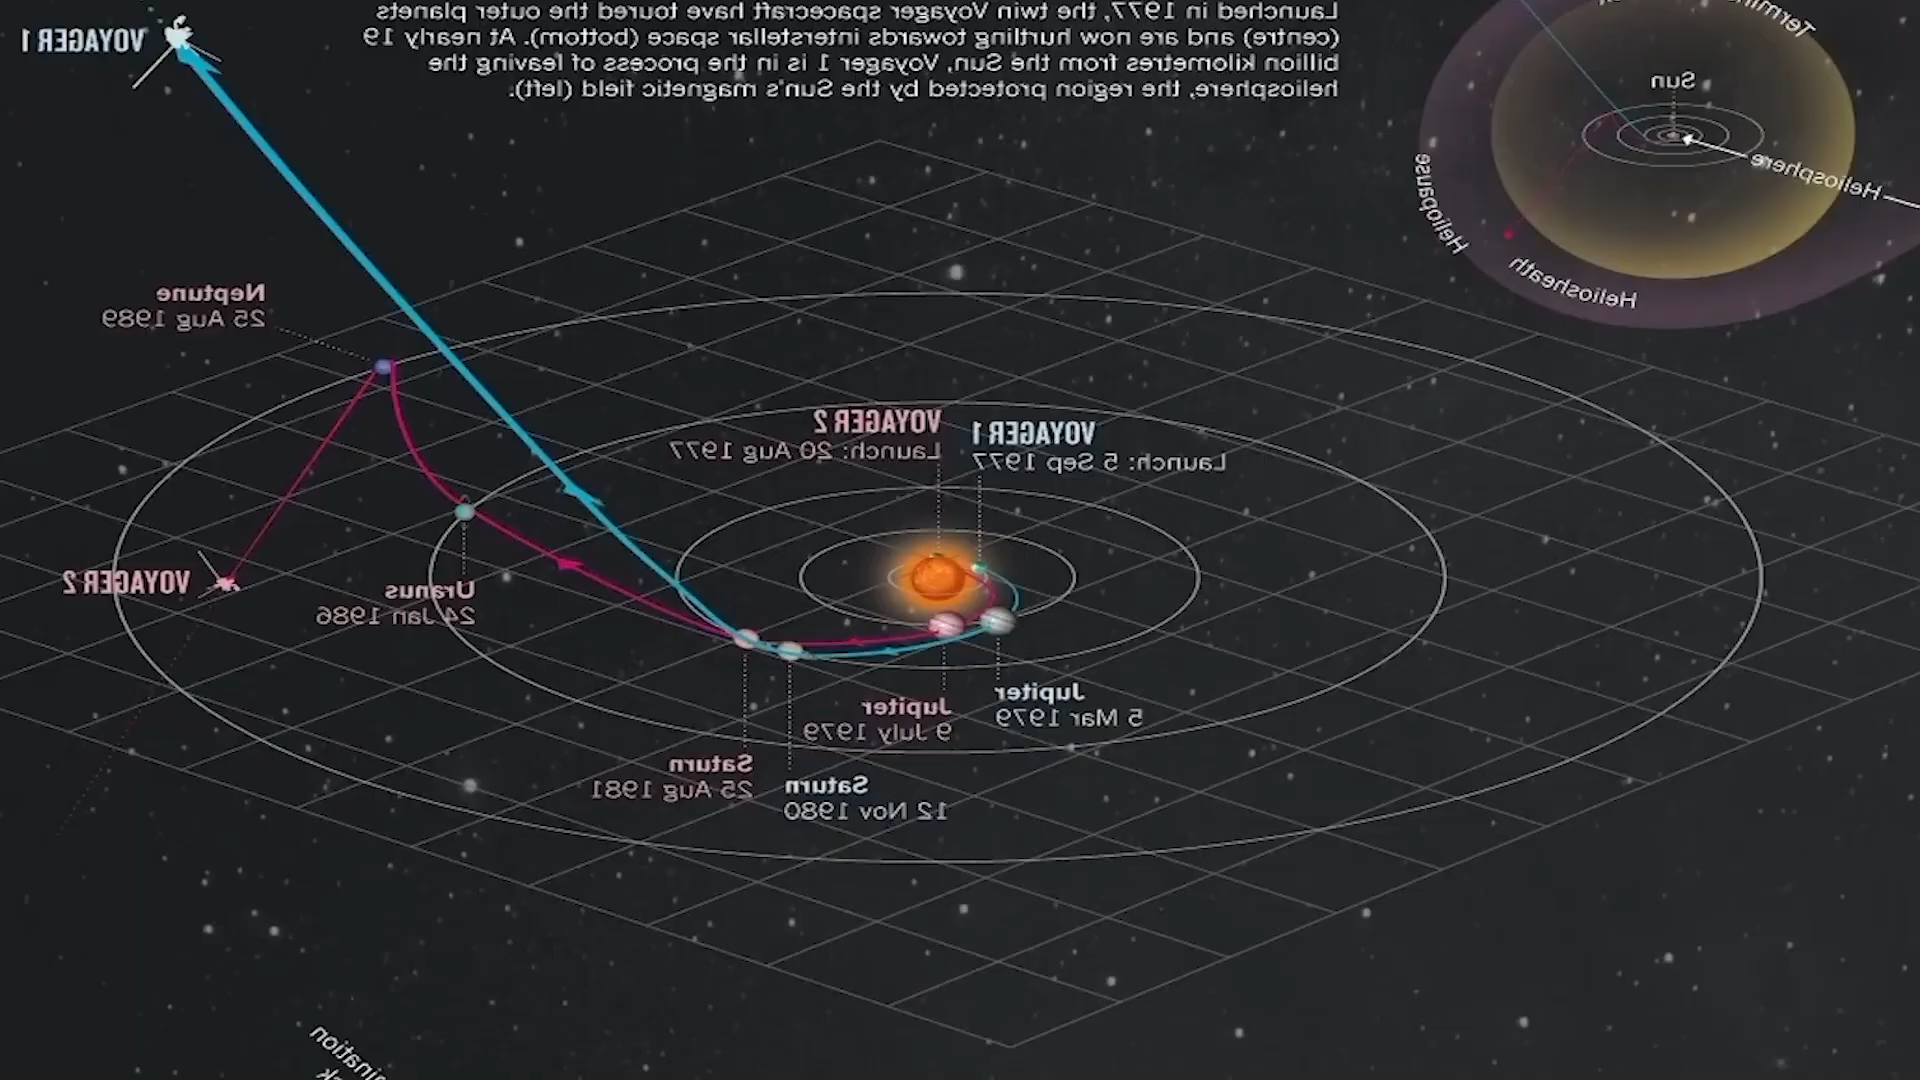 Launched in 1977, the twin Voyager spacecraft have toured the outer planets
(centre) and are now hurtling towards interstellar space (bottom). At nearly 19
billion kilometres from the Sun, Voyager 1 is in the process of leaving the
heliosphere, the region protected by the Sun's magnetic field (left).
VOYAGER 1
Sun
Heliosphere
Heliopause
Heliosheath
Neptune
25 Aug 1989
VOYAGER 2
Launch: 20 Aug 1977
VOYAGER 1
Launch: 5 Sep 1977
VOYAGER 2
Uranus
24 Jan 1986
Jupiter
5 Mar 1979
Jupiter
9 July 1979
Saturn
25 Aug 1981
Saturn
12 Nov 1980